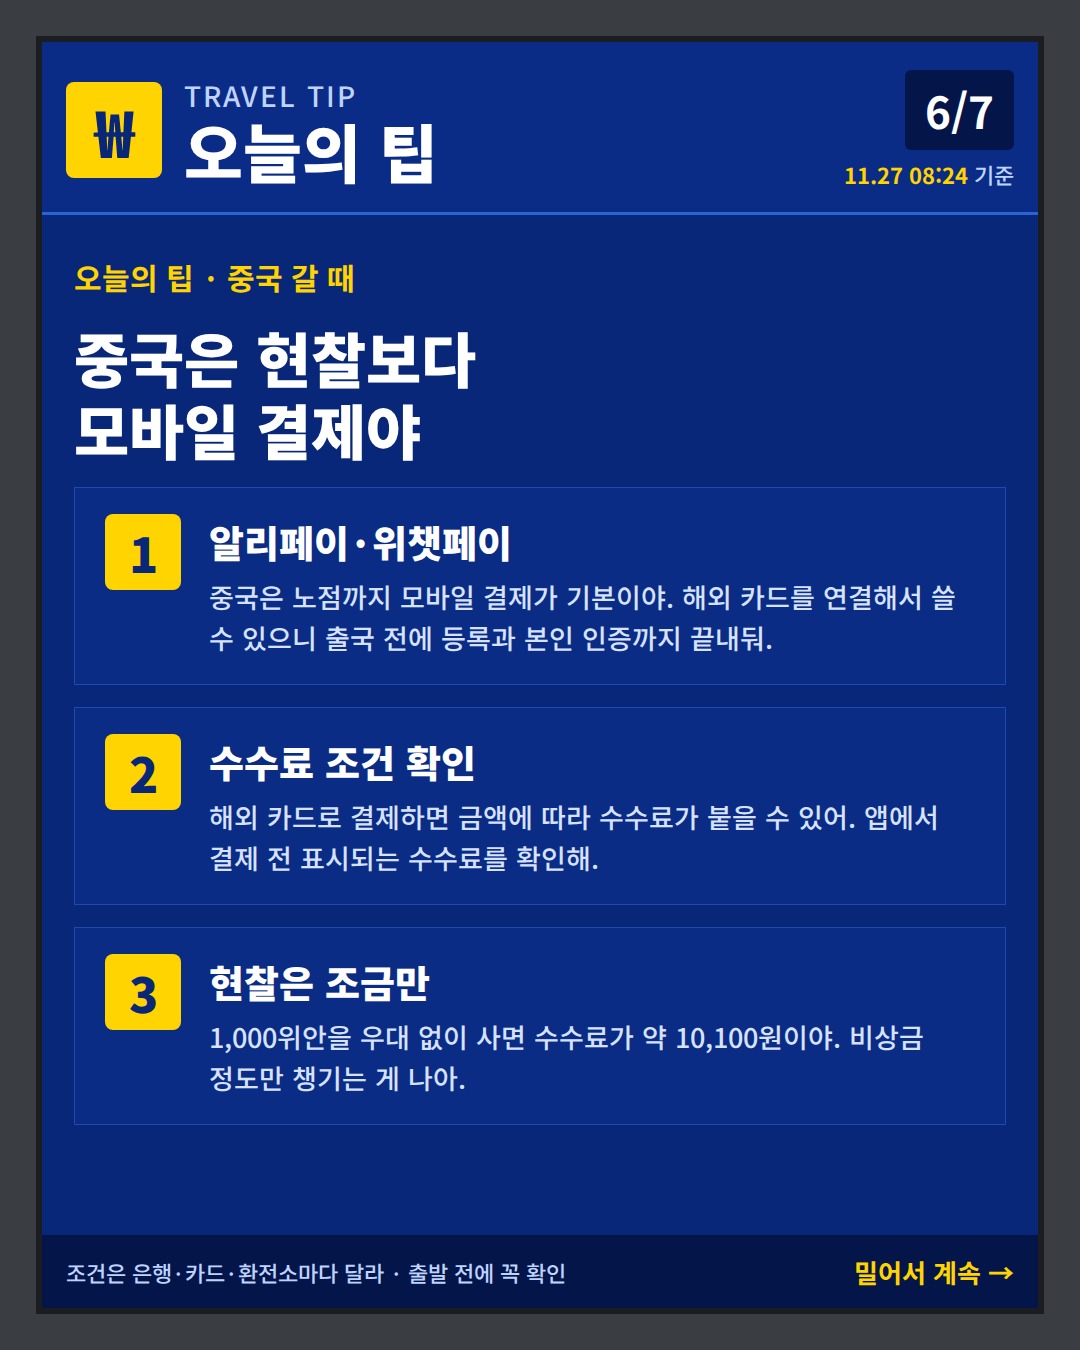 ₩
TRAVEL TIP
오늘의 팁
6/7
11.27 08:24 기준
오늘의 팁 · 중국 갈 때
중국은 현찰보다
모바일 결제야
1
알리페이·위챗페이
중국은 노점까지 모바일 결제가 기본이야. 해외 카드를 연결해서 쓸
수 있으니 출국 전에 등록과 본인 인증까지 끝내둬.
2
수수료 조건 확인
해외 카드로 결제하면 금액에 따라 수수료가 붙을 수 있어. 앱에서
결제 전 표시되는 수수료를 확인해.
3
현찰은 조금만
1,000위안을 우대 없이 사면 수수료가 약 10,100원이야. 비상금
정도만 챙기는 게 나아.
조건은 은행·카드·환전소마다 달라 · 출발 전에 꼭 확인
밀어서 계속 →